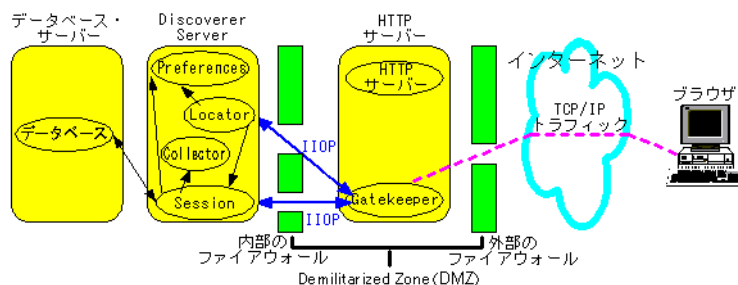 データベース・
サーバー
Discoverer
Server
HTTP
サーバー
Preferences
HTTP
サーバー
インターネット
ブラウザ
Locator
TCP/IP
トラフィック
データベース
IIOP
Collector
Session
Gatekeeper
IIOP
内部の
ファイアウォール
外部の
ファイアウォール
Demilitarized Zone(DMZ)